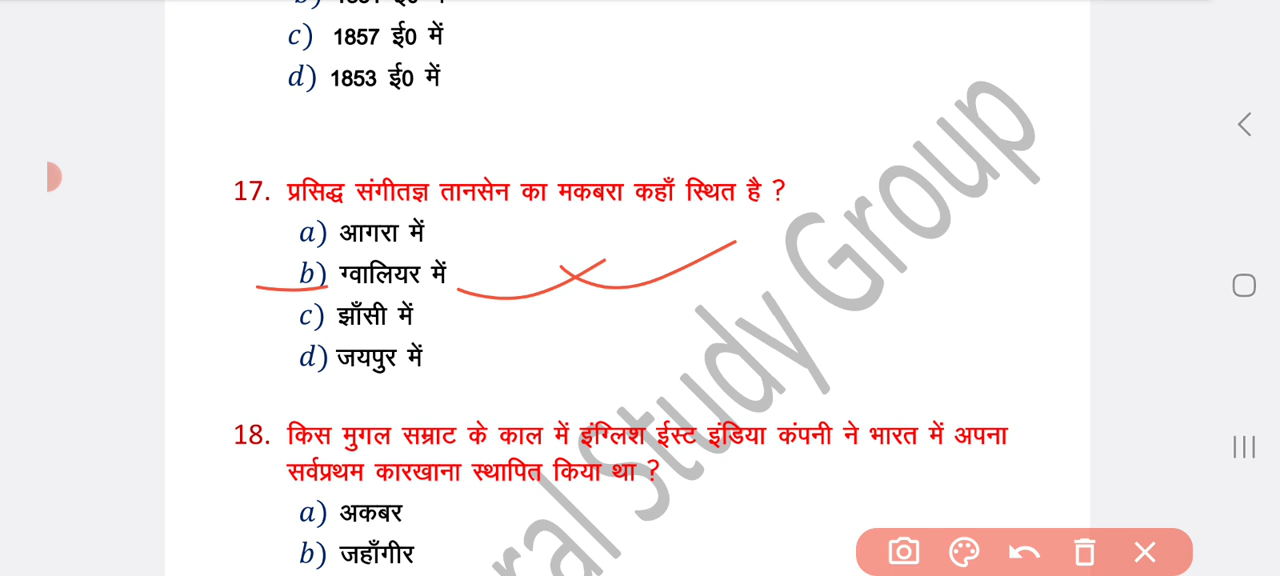 c) 1857 ई0 में
d) 1853 ई0 में
17. प्रसिद्ध संगीतज्ञ तानसेन का मकबरा कहाँ स्थित है ?
a) आगरा में
b) ग्वालियर में
c) झाँसी में
d) जयपुर में
18. किस मुगल सम्राट के काल में इंग्लिश ईस्ट इंडिया कंपनी ने भारत में अपना
सर्वप्रथम कारखाना स्थापित किया था ?
a) अकबर
b) जहाँगीर
Study Group